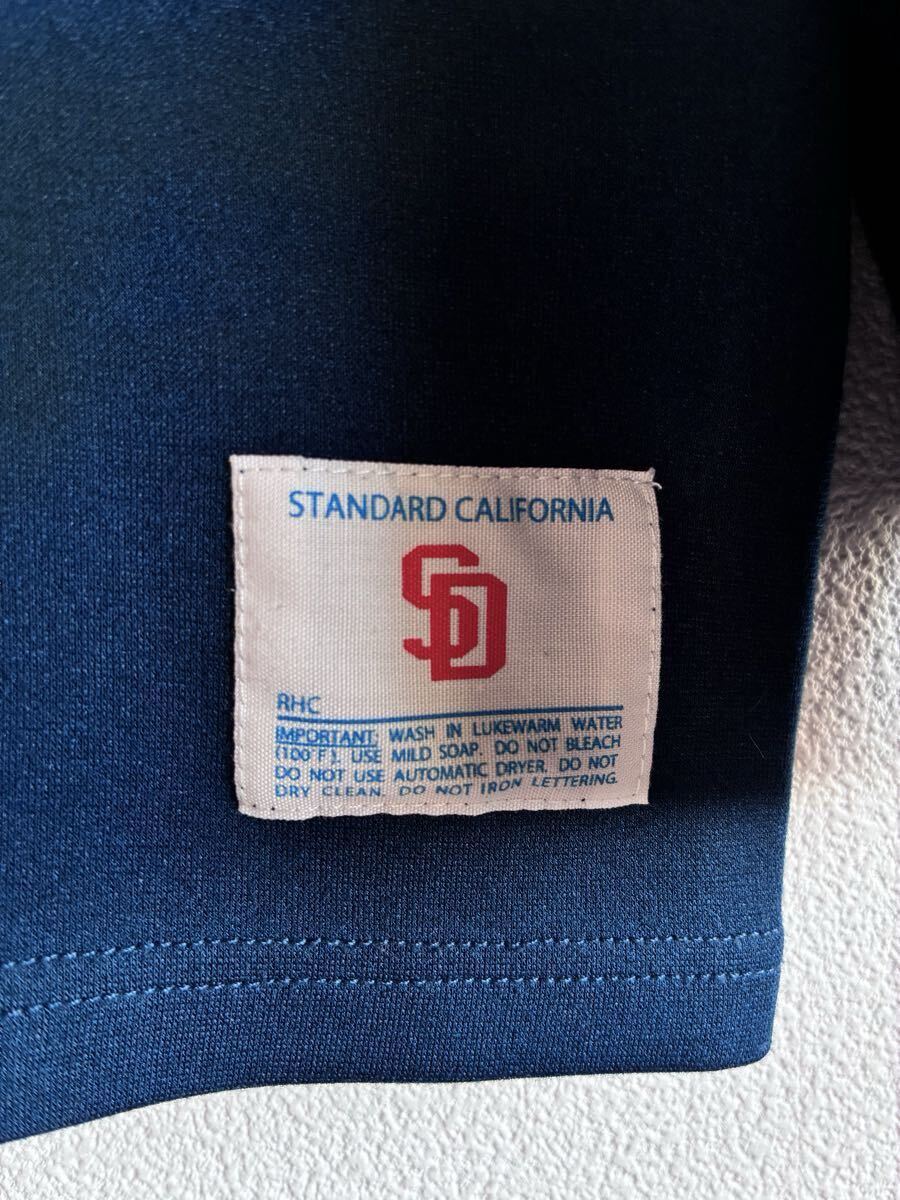 STANDARD CALIFORNIA
SD
RHC
IMPORTANT. WASH IN LUKEWARM WATER
(100°F). USE MILD SOAP. DO NOT BLEACH
DO NOT USE AUTOMATIC DRYER. DO NOT
DRY CLEAN. DO NOT IRON LETTERING.